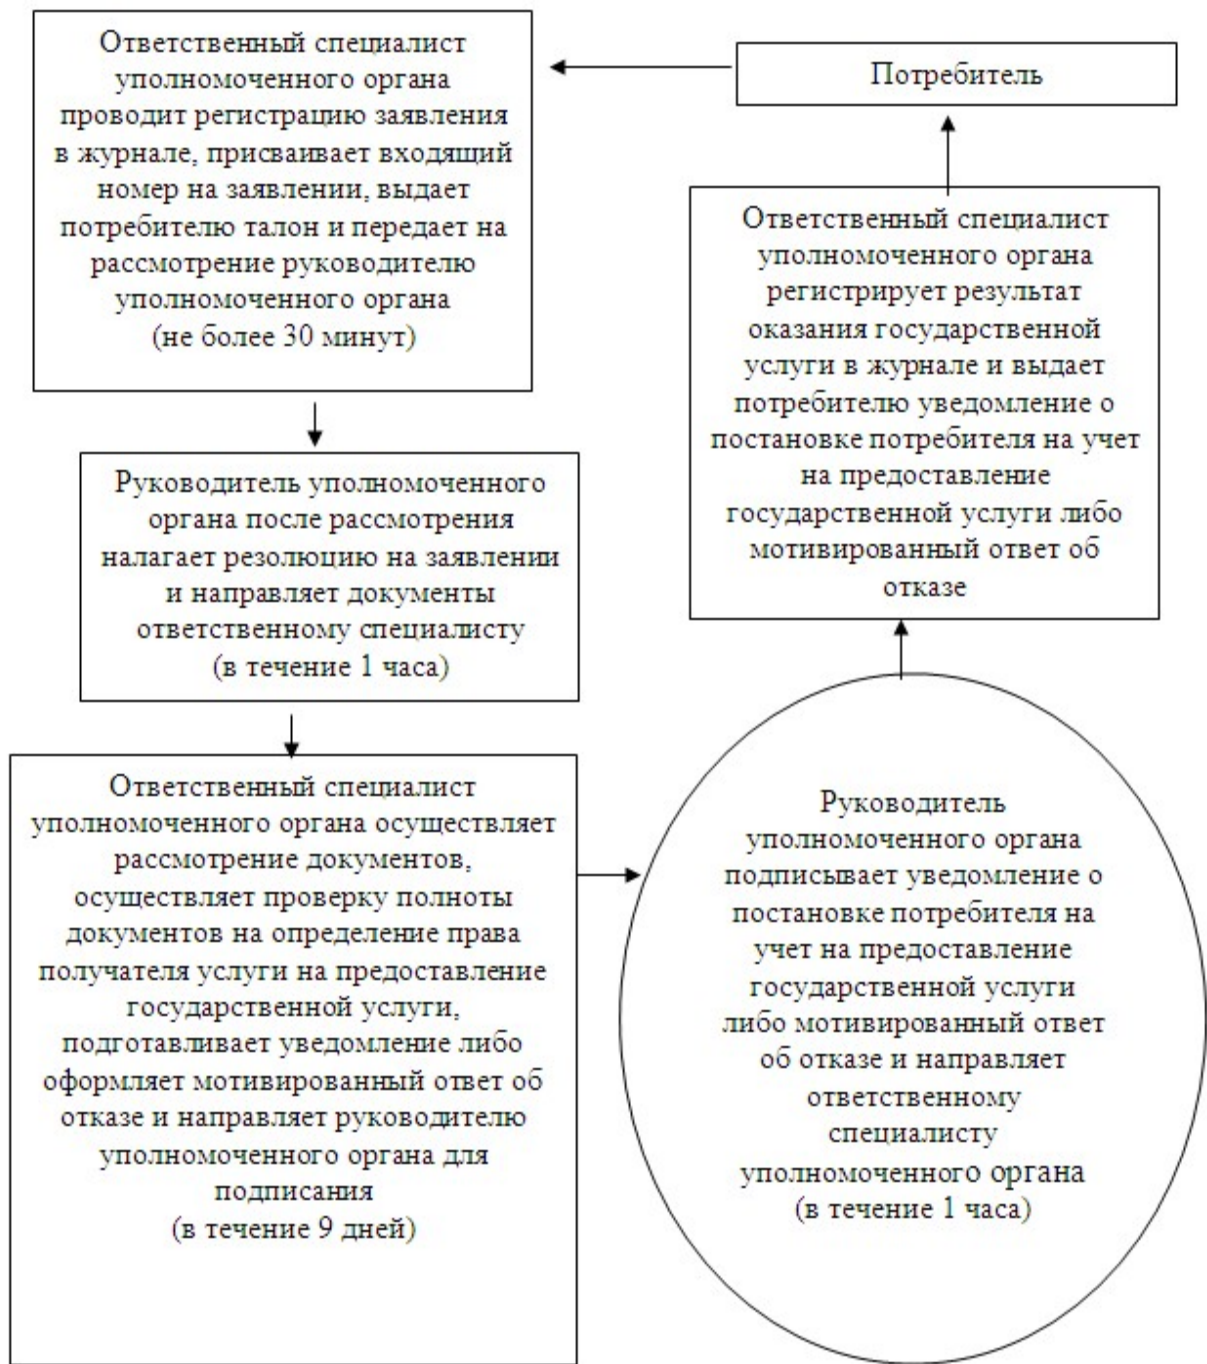 Потребитель
Ответственный специалист
уполномоченного органа
проводит регистрацию заявления
в журнале, присваивает входящий
номер на заявлении, выдает
потребителю талон и передает на
рассмотрение руководителю
уполномоченного органа
(не более 30 минут)
Руководитель уполномоченного
органа после рассмотрения
налагает резолюцию на заявлении
и направляет документы
ответственному специалисту
(в течение 1 часа)
Ответственный специалист
уполномоченного органа осуществляет
рассмотрение документов,
осуществляет проверку полноты
документов на определение права
получателя услуги на предоставление
государственной услуги,
подготавливает уведомление либо
оформляет мотивированный ответ об
отказе и направляет руководителю
уполномоченного органа для
подписания
(в течение 9 дней)
Руководитель
уполномоченного органа
подписывает уведомление о
постановке потребителя на
учет на предоставление
государственной услуги
либо мотивированный ответ
об отказе и направляет
ответственному
специалисту
уполномоченного органа
(в течение 1 часа)
Ответственный специалист
уполномоченного органа
регистрирует результат
оказания государственной
услуги в журнале и выдает
потребителю уведомление о
постановке потребителя на учет
на предоставление
государственной услуги либо
мотивированный ответ об
отказе